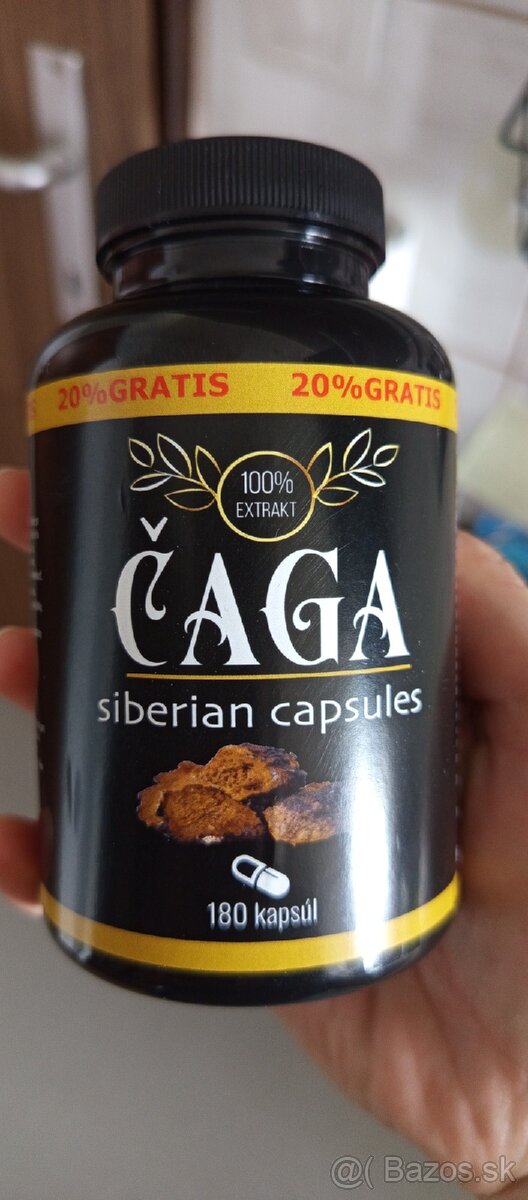 20%GRATIS 20%GRATIS
100%
EXTRAKT
ČAGA
siberian capsules
180 kapsúl
@( Bazos.sk